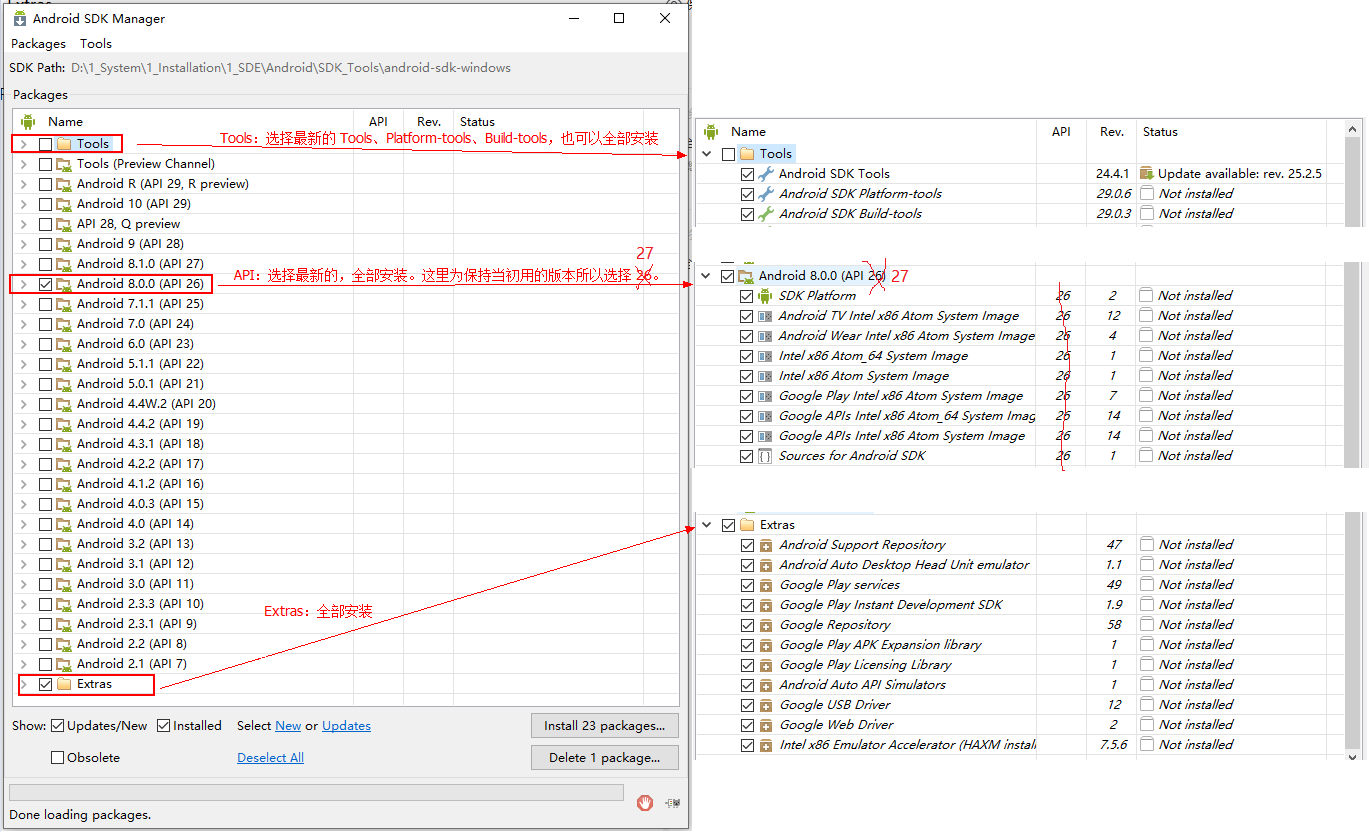 Android SDK Manager
Packages Tools
SDK Path: D:\1_System\1_Installation\1_SDE\Android\SDK_Tools\android-sdk-windows
Packages
Name API Rev. Status
Tools
Tools (Preview Channel)
Android R (API 29, R preview)
Android 10 (API 29)
API 28, Q preview
Android 9 (API 28)
Android 8.1.0 (API 27)
Android 8.0.0 (API 26)
Android 7.1.1 (API 25)
Android 7.0 (API 24)
Android 6.0 (API 23)
Android 5.1.1 (API 22)
Android 5.0.1 (API 21)
Android 4.4W.2 (API 20)
Android 4.4.2 (API 19)
Android 4.3.1 (API 18)
Android 4.2.2 (API 17)
Android 4.1.2 (API 16)
Android 4.0.3 (API 15)
Android 4.0 (API 14)
Android 3.2 (API 13)
Android 3.1 (API 12)
Android 3.0 (API 11)
Android 2.3.3 (API 10)
Android 2.3.1 (API 9)
Android 2.2 (API 8)
Android 2.1 (API 7)
Extras
Tools：选择最新的 Tools、Platform-tools、Build-tools，也可以全部安装
27
API：选择最新的，全部安装。这里为保持当初用的版本所以选择 26。
Extras：全部安装
Show: Updates/New Installed Select New or Updates
Install 23 packages...
Obsolete Deselect All
Delete 1 package...
Done loading packages.
Name API Rev. Status
Tools
Android SDK Tools 24.4.1 Update available: rev. 25.2.5
Android SDK Platform-tools 29.0.6 Not installed
Android SDK Build-tools 29.0.3 Not installed
Android 8.0.0 (API 26) 27
SDK Platform 26 2 Not installed
Android TV Intel x86 Atom System Image 26 12 Not installed
Android Wear Intel x86 Atom System Image 26 4 Not installed
Intel x86 Atom_64 System Image 26 1 Not installed
Intel x86 Atom System Image 26 1 Not installed
Google Play Intel x86 Atom System Image 26 7 Not installed
Google APIs Intel x86 Atom_64 System Imag 26 14 Not installed
Google APIs Intel x86 Atom System Image 26 14 Not installed
Sources for Android SDK 26 1 Not installed
Extras
Android Support Repository 47 Not installed
Android Auto Desktop Head Unit emulator 1.1 Not installed
Google Play services 49 Not installed
Google Play Instant Development SDK 1.9 Not installed
Google Repository 58 Not installed
Google Play APK Expansion library 1 Not installed
Google Play Licensing Library 1 Not installed
Android Auto API Simulators 1 Not installed
Google USB Driver 12 Not installed
Google Web Driver 2 Not installed
Intel x86 Emulator Accelerator (HAXM instal 7.5.6 Not installed